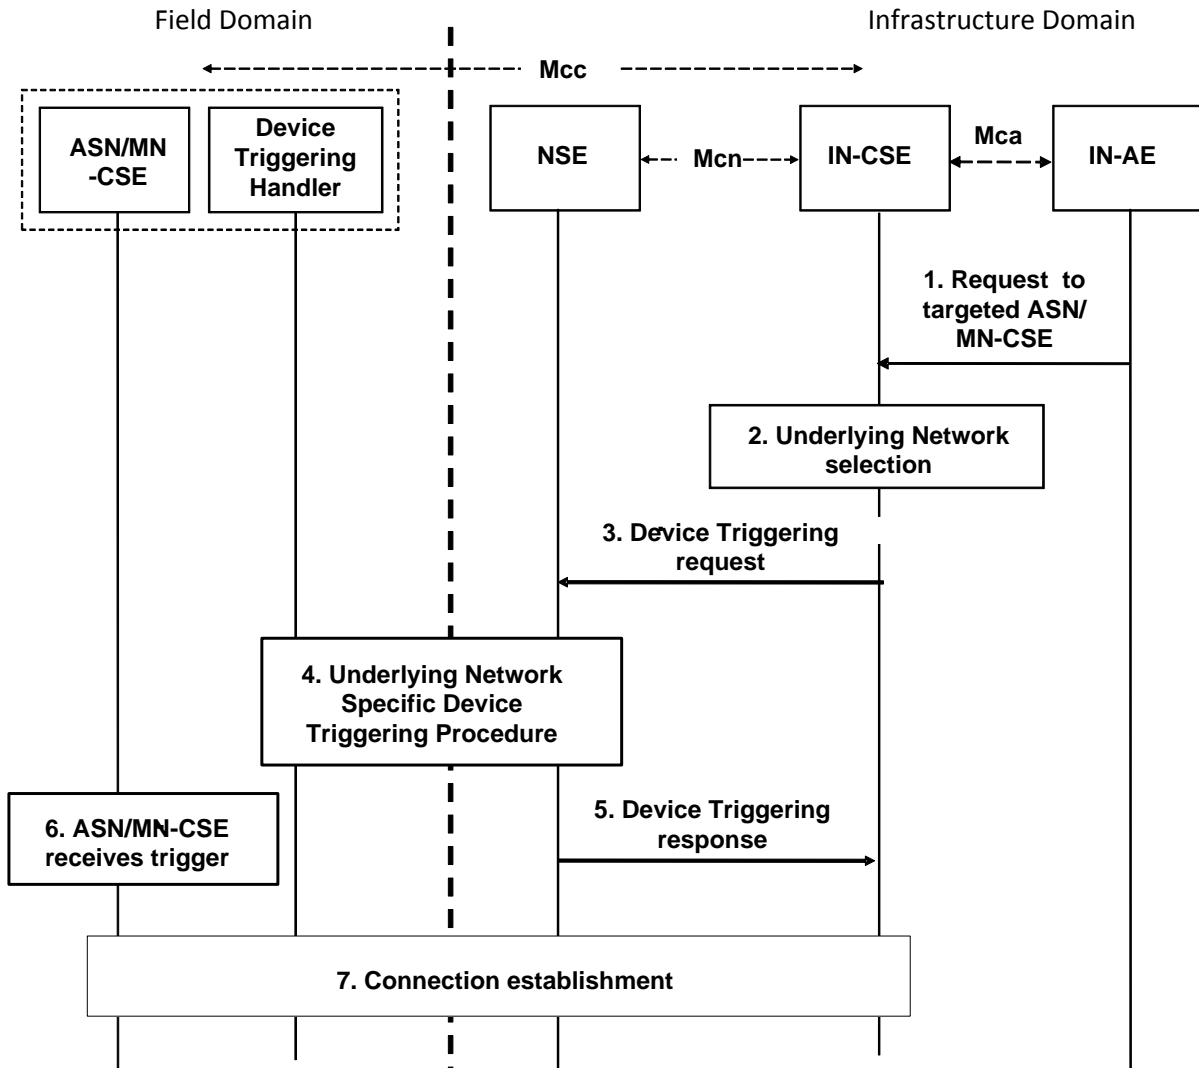 Field Domain
Infrastructure Domain
Mcc
ASN/MN
-CSE
Device
Triggering
Handler
NSE
Mcn
IN-CSE
Mca
IN-AE
1. Request to
targeted ASN/
MN-CSE
2. Underlying Network
selection
3. Device Triggering
request
4. Underlying Network
Specific Device
Triggering Procedure
5. Device Triggering
response
6. ASN/MN-CSE
receives trigger
7. Connection establishment